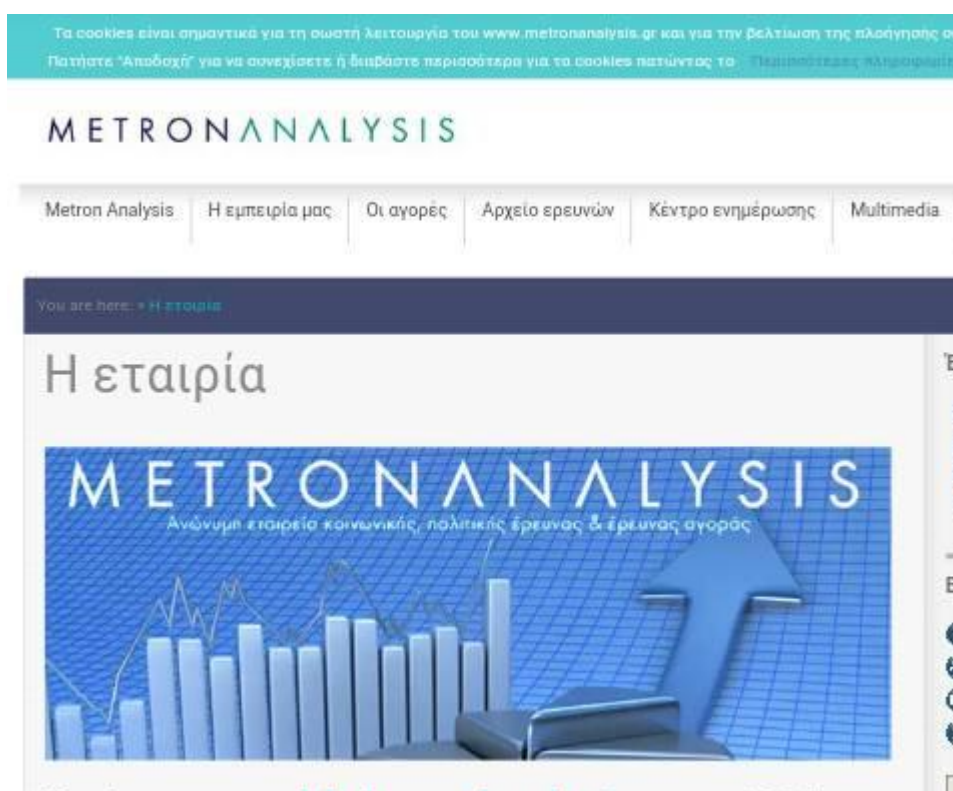 Τα cookies είναι σημαντικά για τη σωστή λειτουργία του www.metronanalysis.gr και για την βελτίωση της πλοήγησής
Πατήστε "Αποδοχή" για να συνεχίσετε ή διαβάστε περισσότερα για τα cookies πατώντας το Περισσότερες
METRONANALYSIS
Metron Analysis Η εμπειρία μας Οι αγορές Αρχείο ερευνών Κέντρο ενημέρωσης Multimedia
You are here: » Η εταιρία
Η εταιρία
METRONANALYSIS
Ανώνυμη εταιρεία κοινωνικής, πολιτικής έρευνας & έρευνας αγοράς